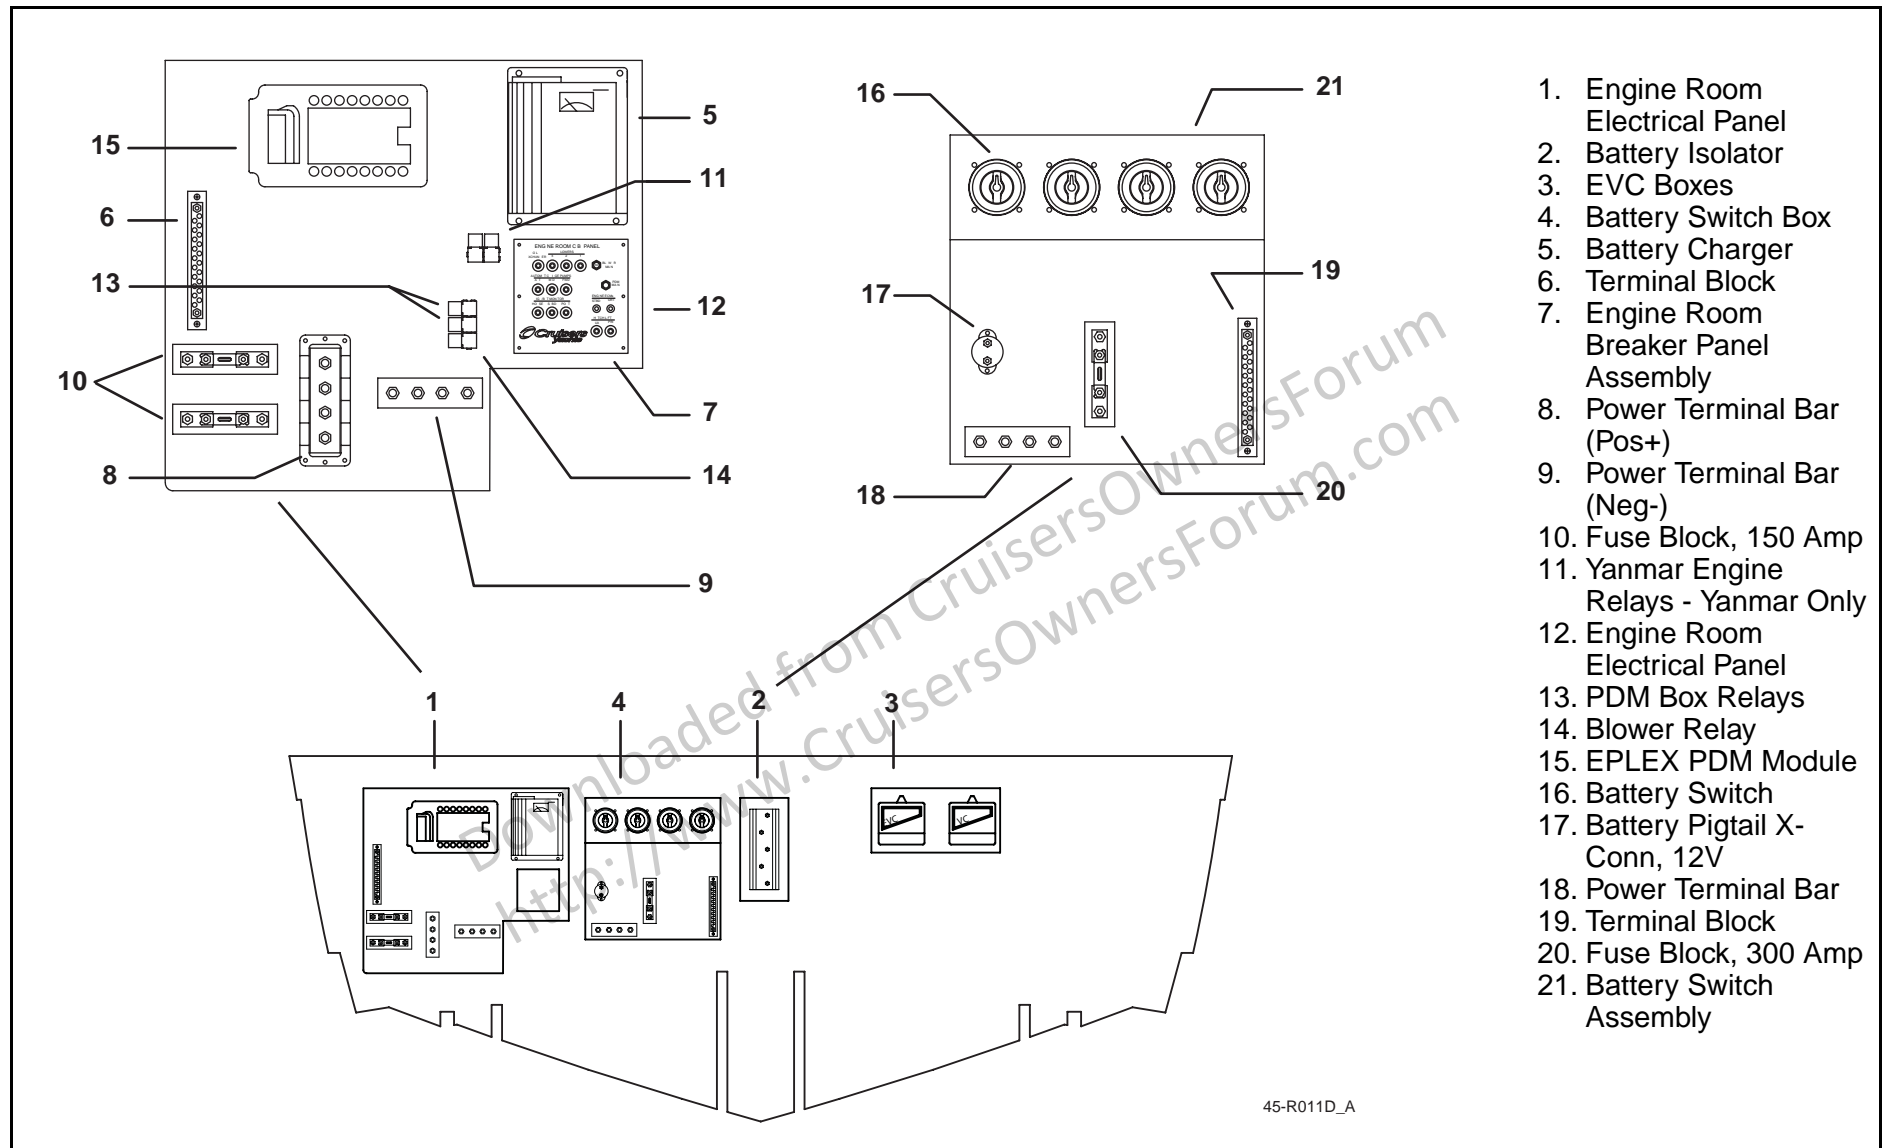 16
21
5
15
11
6
ENGINE ROOM C B PANEL
19
13
17
12
Cruisers
Yachts
10
7
8
14
18
20
9
1
4
2
3
EVC
VC
45-R011D_A
Downloaded from CruisersOwnersForum
http://www.CruisersOwnersForum.com
1. Engine Room
Electrical Panel
2. Battery Isolator
3. EVC Boxes
4. Battery Switch Box
5. Battery Charger
6. Terminal Block
7. Engine Room
Breaker Panel
Assembly
8. Power Terminal Bar
(Pos+)
9. Power Terminal Bar
(Neg-)
10. Fuse Block, 150 Amp
11. Yanmar Engine
Relays - Yanmar Only
12. Engine Room
Electrical Panel
13. PDM Box Relays
14. Blower Relay
15. EPLEX PDM Module
16. Battery Switch
17. Battery Pigtail X-
Conn, 12V
18. Power Terminal Bar
19. Terminal Block
20. Fuse Block, 300 Amp
21. Battery Switch
Assembly